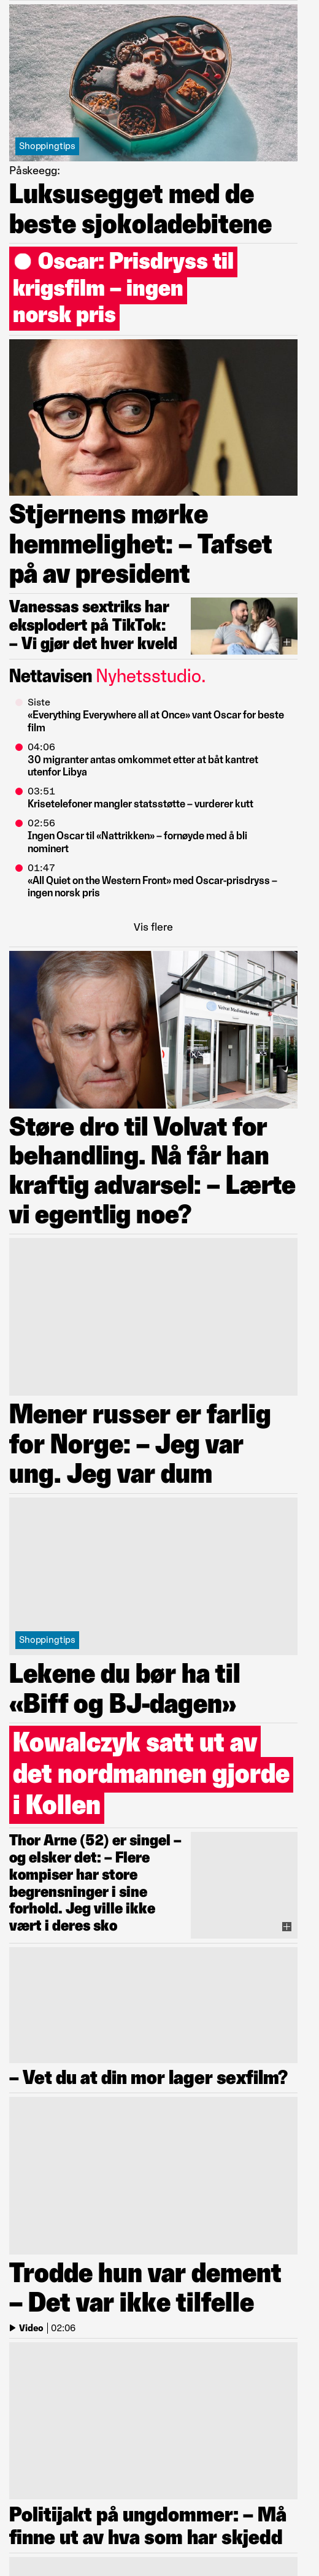 Shoppingtips
Påskeegg:
Luksusegget med de
beste sjokoladebitene
Oscar: Prisdryss til
krigsfilm – ingen
norsk pris
Stjernens mørke
hemmelighet: – Tafset
på av president
Vanessas sextriks har
eksplodert på TikTok:
– Vi gjør det hver kveld
Nettavisen Nyhetsstudio.
Siste
«Everything Everywhere all at Once» vant Oscar for beste
film
04:06
30 migranter antas omkommet etter at båt kantret
utenfor Libya
03:51
Krisetelefoner mangler statsstøtte – vurderer kutt
02:56
Ingen Oscar til «Nattrikken» – fornøyde med å bli
nominert
01:47
«All Quiet on the Western Front» med Oscar-prisdryss –
ingen norsk pris
Vis flere
Volvat Medisinske Senter
Støre dro til Volvat for
behandling. Nå får han
kraftig advarsel: – Lærte
vi egentlig noe?
Mener russer er farlig
for Norge: – Jeg var
ung. Jeg var dum
Shoppingtips
Lekene du bør ha til
«Biff og BJ-dagen»
Kowalczyk satt ut av
det nordmannen gjorde
i Kollen
Thor Arne (52) er singel –
og elsker det: – Flere
kompiser har store
begrensninger i sine
forhold. Jeg ville ikke
vært i deres sko
– Vet du at din mor lager sexfilm?
Trodde hun var dement
– Det var ikke tilfelle
Video | 02:06
Politijakt på ungdommer: – Må
finne ut av hva som har skjedd